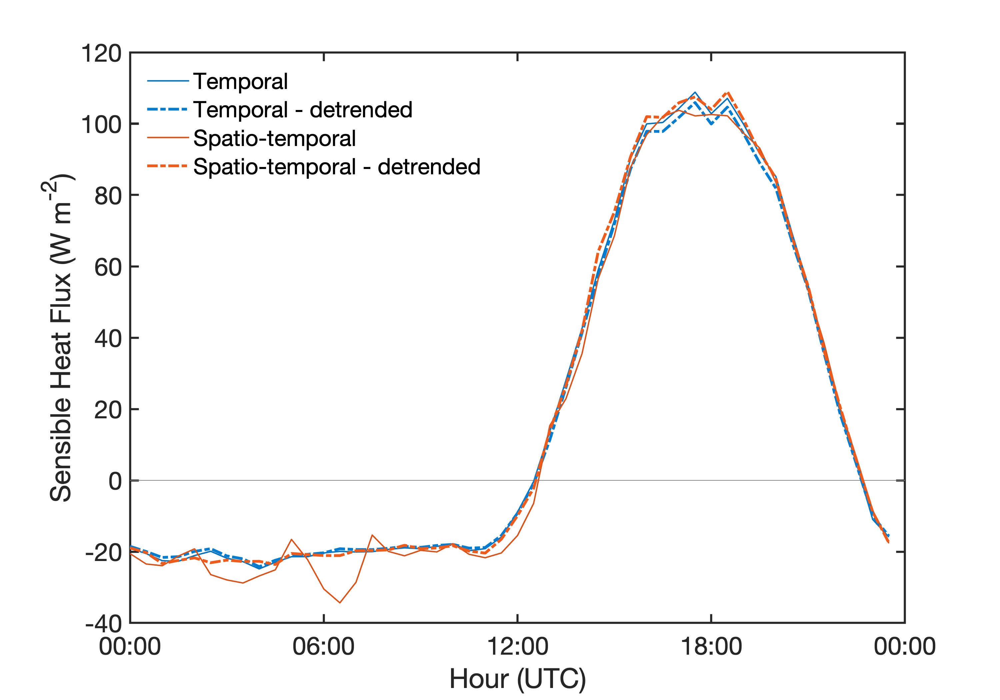 120
100
80
60
40
20
0
-20
-40
Sensible Heat Flux (W m-2)
Temporal
Temporal - detrended
Spatio-temporal
Spatio-temporal - detrended
00:00 06:00 12:00 18:00 00:00
Hour (UTC)